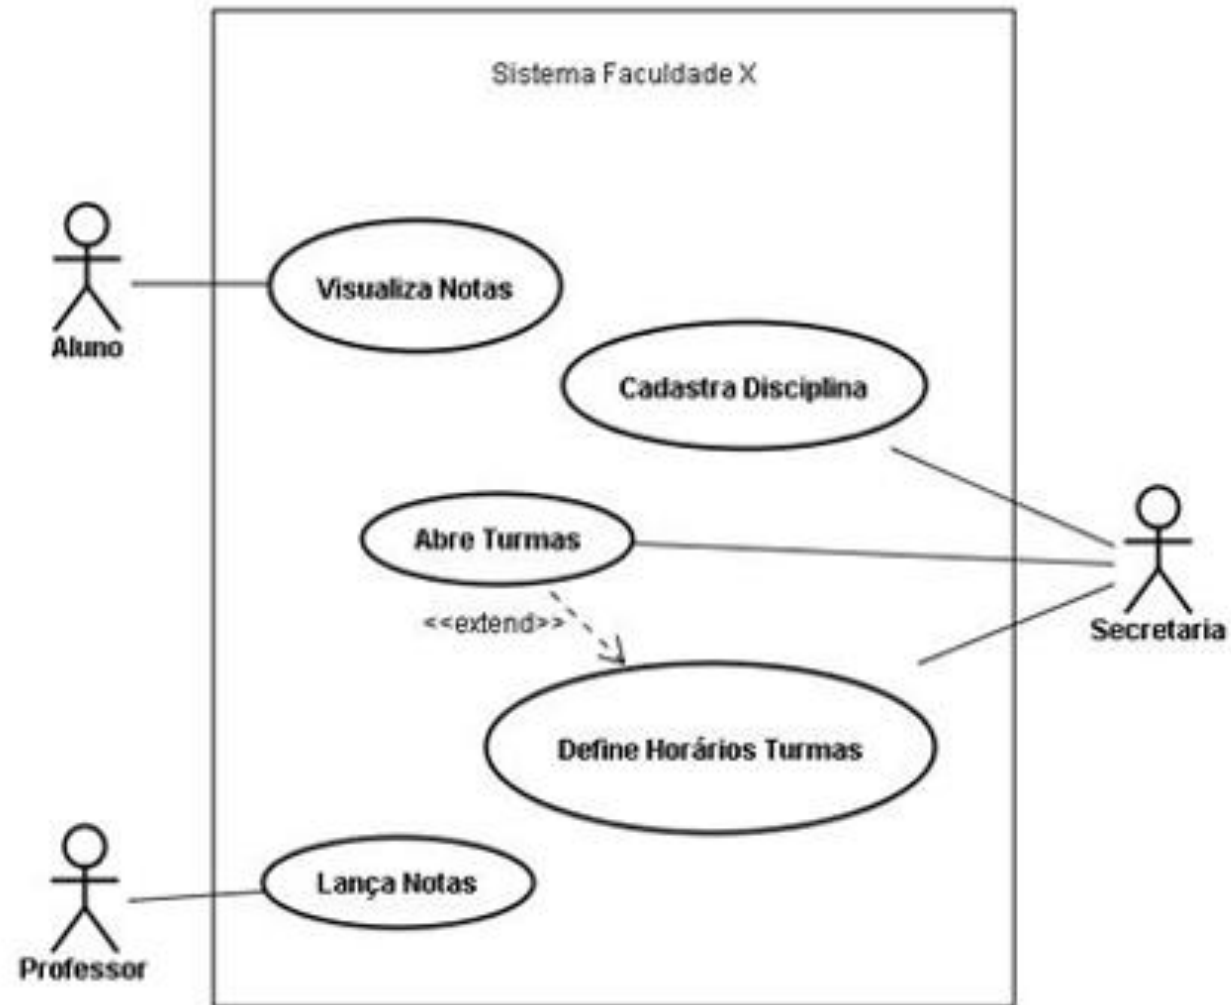 Sistema Faculdade X
Visualiza Notas
Aluno
Cadastra Disciplina
Abre Turmas
<<extend>>
Secretaria
Define Horários Turmas
Lança Notas
Professor